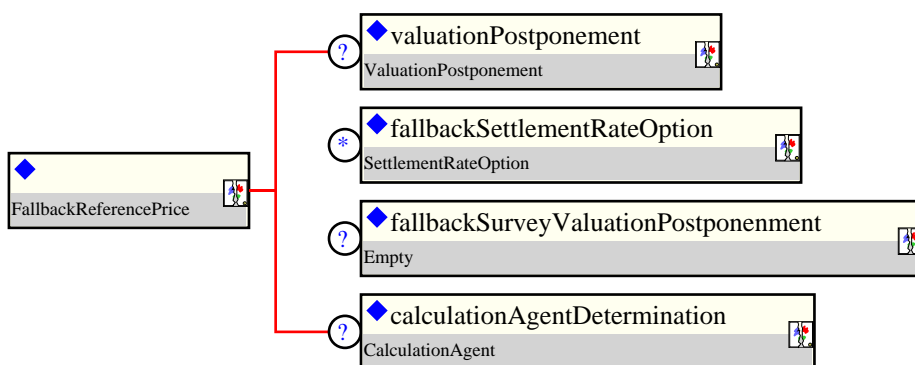 ?
valuationPostponement
ValuationPostponement
*
fallbackSettlementRateOption
SettlementRateOption
FallbackReferencePrice
?
fallbackSurveyValuationPostponenment
Empty
?
calculationAgentDetermination
CalculationAgent